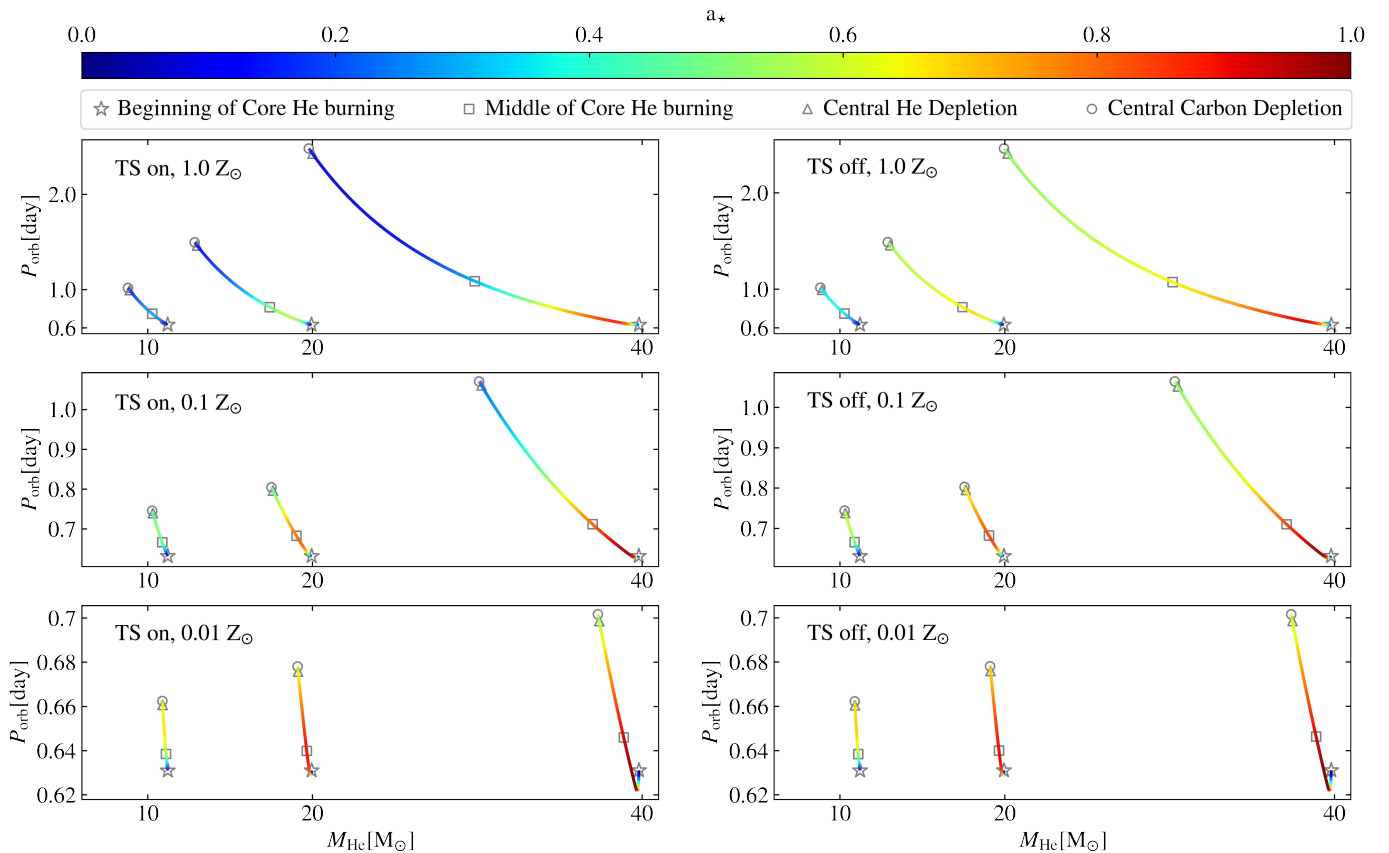 a⋆
0.0 0.2 0.4 0.6 0.8 1.0
Beginning of Core He burning Middle of Core He burning Central He Depletion Central Carbon Depletion
TS on, 1.0 Z⊙
P_orb[day]
2.0
1.0
0.6
10 20 40
TS off, 1.0 Z⊙
P_orb[day]
2.0
1.0
0.6
10 20 40
TS on, 0.1 Z⊙
P_orb[day]
1.0
0.9
0.8
0.7
10 20 40
TS off, 0.1 Z⊙
P_orb[day]
1.0
0.9
0.8
0.7
10 20 40
TS on, 0.01 Z⊙
P_orb[day]
0.7
0.68
0.66
0.64
0.62
10 20 40
M_He[M⊙]
TS off, 0.01 Z⊙
P_orb[day]
0.7
0.68
0.66
0.64
0.62
10 20 40
M_He[M⊙]